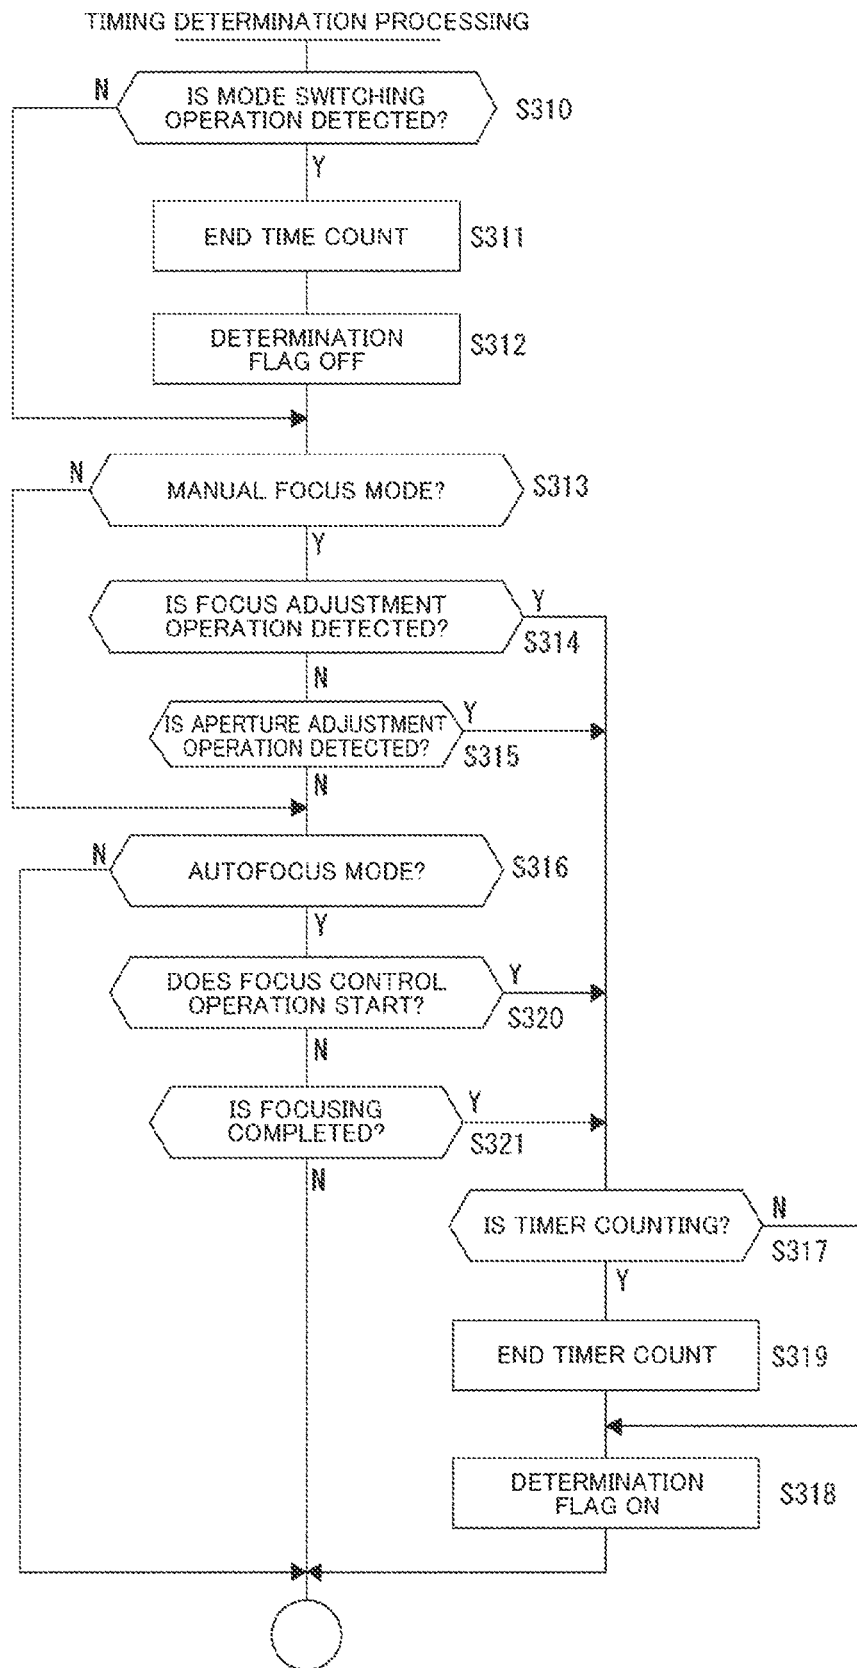 TIMING DETERMINATION PROCESSING
N
IS MODE SWITCHING
OPERATION DETECTED?
S310
Y
END TIME COUNT
S311
DETERMINATION
FLAG OFF
S312
N
MANUAL FOCUS MODE?
S313
Y
IS FOCUS ADJUSTMENT
OPERATION DETECTED?
Y
S314
N
IS APERTURE ADJUSTMENT
OPERATION DETECTED?
Y
S315
N
N
AUTOFOCUS MODE?
S316
Y
DOES FOCUS CONTROL
OPERATION START?
Y
S320
N
IS FOCUSING
COMPLETED?
Y
S321
N
IS TIMER COUNTING?
N
S317
Y
END TIMER COUNT
S319
DETERMINATION
FLAG ON
S318